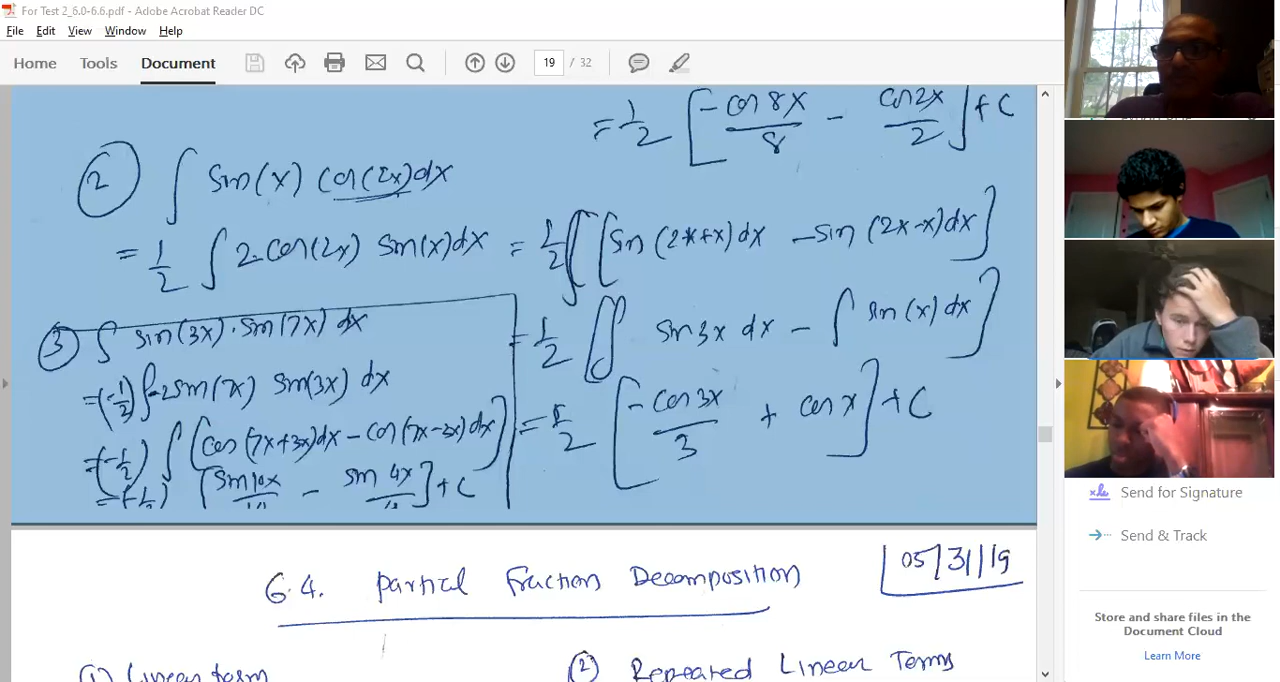 For Test 2_6.0-6.6.pdf - Adobe Acrobat Reader DC
File Edit View Window Help
Home Tools Document 19 / 32
= 1/2 [ -cos 8x/8 - cos 2x/2 ] + C
② ∫ sin(x) cos(2x)dx
= 1/2 ∫ 2·cos(2x) sin(x)dx = 1/2 ∫ [sin(2x+x)dx - sin(2x-x)dx]
= 1/2 [∫ sin 3x dx - ∫ sin(x)dx]
= 1/2 [ -cos 3x/3 + cos x ] + C
③ ∫ sin(3x)·sin(7x) dx
= (-1/2) ∫ -2sin(7x) sin(3x) dx
= (-1/2) ∫ [cos(7x+3x)dx - cos(7x-3x)dx]
= (-1/2) [ sin 10x/10 - sin 4x/4 ] + C
6.4. Partial Fraction Decomposition
05/31/19
① Linear term
② Repeated Linear Terms
Send for Signature
Send & Track
Store and share files in the
Document Cloud
Learn More